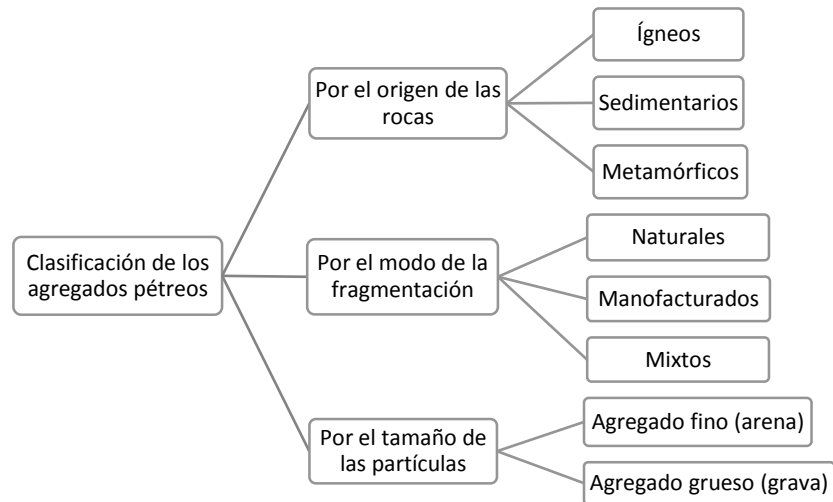 Clasificación de los
agregados pétreos
Por el origen de las
rocas
Ígneos
Sedimentarios
Metamórficos
Por el modo de la
fragmentación
Naturales
Manofacturados
Mixtos
Por el tamaño de
las partículas
Agregado fino (arena)
Agregado grueso (grava)